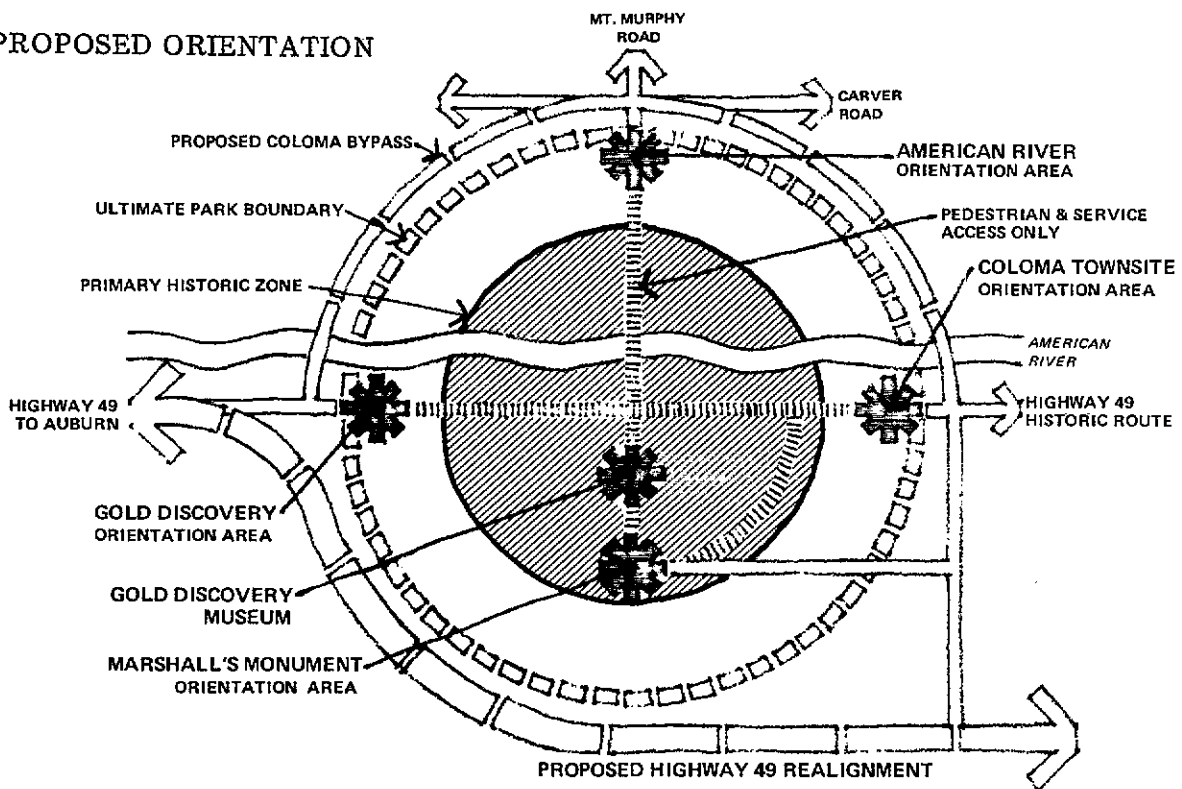 PROPOSED ORIENTATION
MT. MURPHY
ROAD
CARVER
ROAD
PROPOSED COLOMA BYPASS
AMERICAN RIVER
ORIENTATION AREA
ULTIMATE PARK BOUNDARY
PEDESTRIAN & SERVICE
ACCESS ONLY
COLOMA TOWNSITE
ORIENTATION AREA
PRIMARY HISTORIC ZONE
AMERICAN
RIVER
HIGHWAY 49
TO AUBURN
HIGHWAY 49
HISTORIC ROUTE
GOLD DISCOVERY
ORIENTATION AREA
GOLD DISCOVERY
MUSEUM
MARSHALL'S MONUMENT
ORIENTATION AREA
PROPOSED HIGHWAY 49 REALIGNMENT